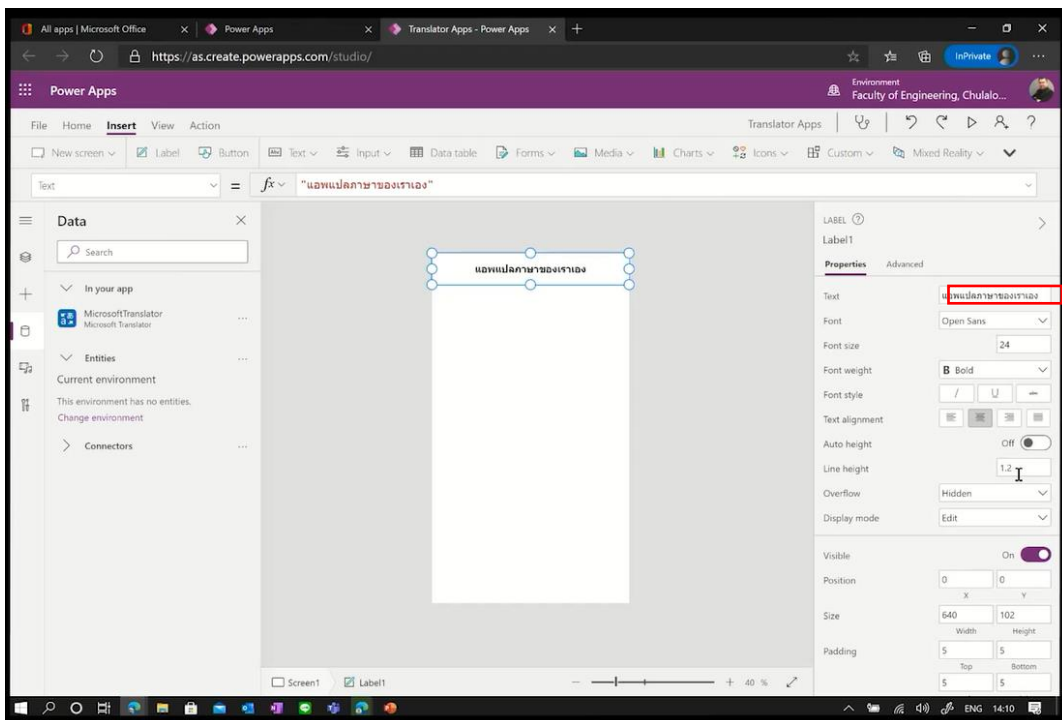 All apps | Microsoft Office
Power Apps
Translator Apps - Power Apps
https://as.create.powerapps.com/studio/
InPrivate
Power Apps
Environment
Faculty of Engineering, Chulalo...
File Home Insert View Action
Translator Apps
New screen Label Button Text Input Data table Forms Media Charts Icons Custom Mixed Reality
Text = fx "แอพแปลภาษาของเราเอง"
Data
Search
In your app
MicrosoftTranslator
Microsoft Translator
...
Entities
...
Current environment
This environment has no entities.
Change environment
Connectors
...
แอพแปลภาษาของเราเอง
Screen1 Label1
40 %
LABEL
Label1
Properties Advanced
Text แอพแปลภาษาของเราเอง
Font Open Sans
Font size 24
Font weight B Bold
Font style / U abc
Text alignment
Auto height Off
Line height 1.2
Overflow Hidden
Display mode Edit
Visible On
Position 0 0
X Y
Size 640 102
Width Height
Padding 5 5
Top Bottom
5 5
ENG 14:10